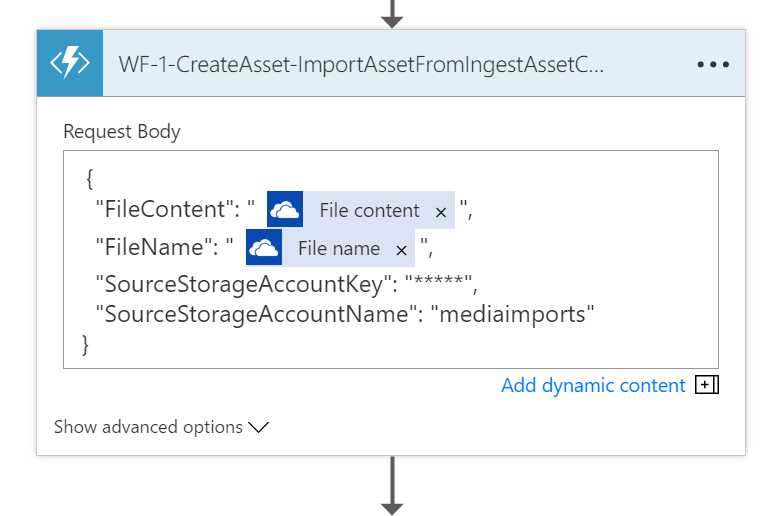 WF-1-CreateAsset-ImportAssetFromIngestAssetC...
Request Body
{
"FileContent": " File content × ",
"FileName": " File name × ",
"SourceStorageAccountKey": "*****",
"SourceStorageAccountName": "mediaimports"
}
Add dynamic content
Show advanced options